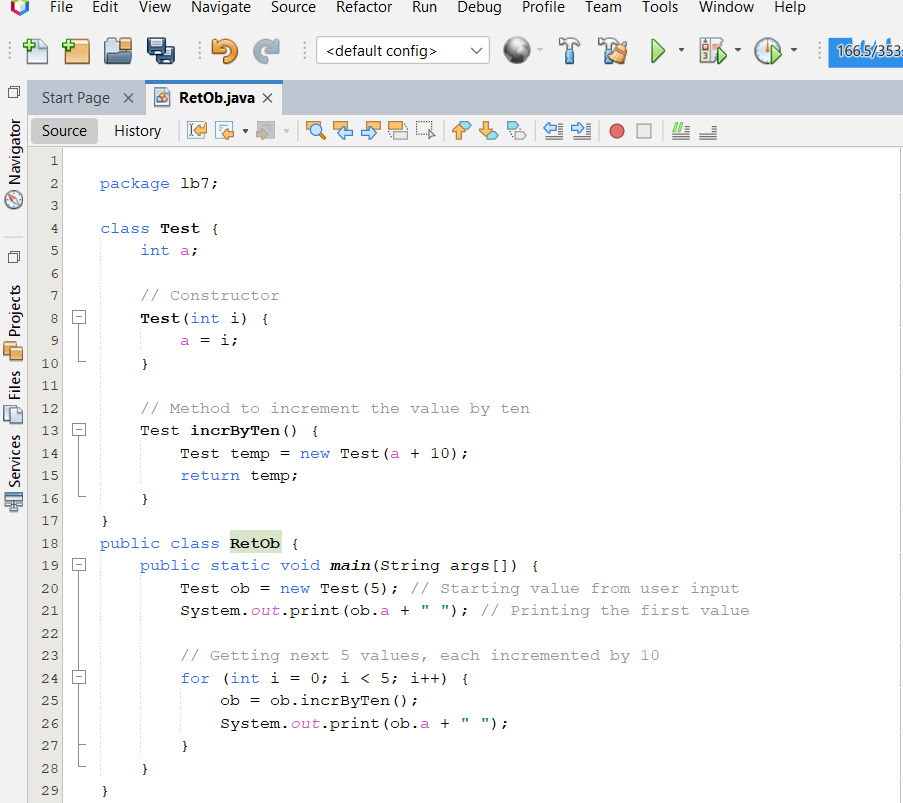 File Edit View Navigate Source Refactor Run Debug Profile Team Tools Window Help
<default config> 166.5/353
Start Page RetOb.java
Source History
Navigator
Projects
Files
Services
1
2 package lb7;
3
4 class Test {
5 int a;
6
7 // Constructor
8 Test(int i) {
9 a = i;
10 }
11
12 // Method to increment the value by ten
13 Test incrByTen() {
14 Test temp = new Test(a + 10);
15 return temp;
16 }
17 }
18 public class RetOb {
19 public static void main(String args[]) {
20 Test ob = new Test(5); // Starting value from user input
21 System.out.print(ob.a + " "); // Printing the first value
22
23 // Getting next 5 values, each incremented by 10
24 for (int i = 0; i < 5; i++) {
25 ob = ob.incrByTen();
26 System.out.print(ob.a + " ");
27 }
28 }
29 }